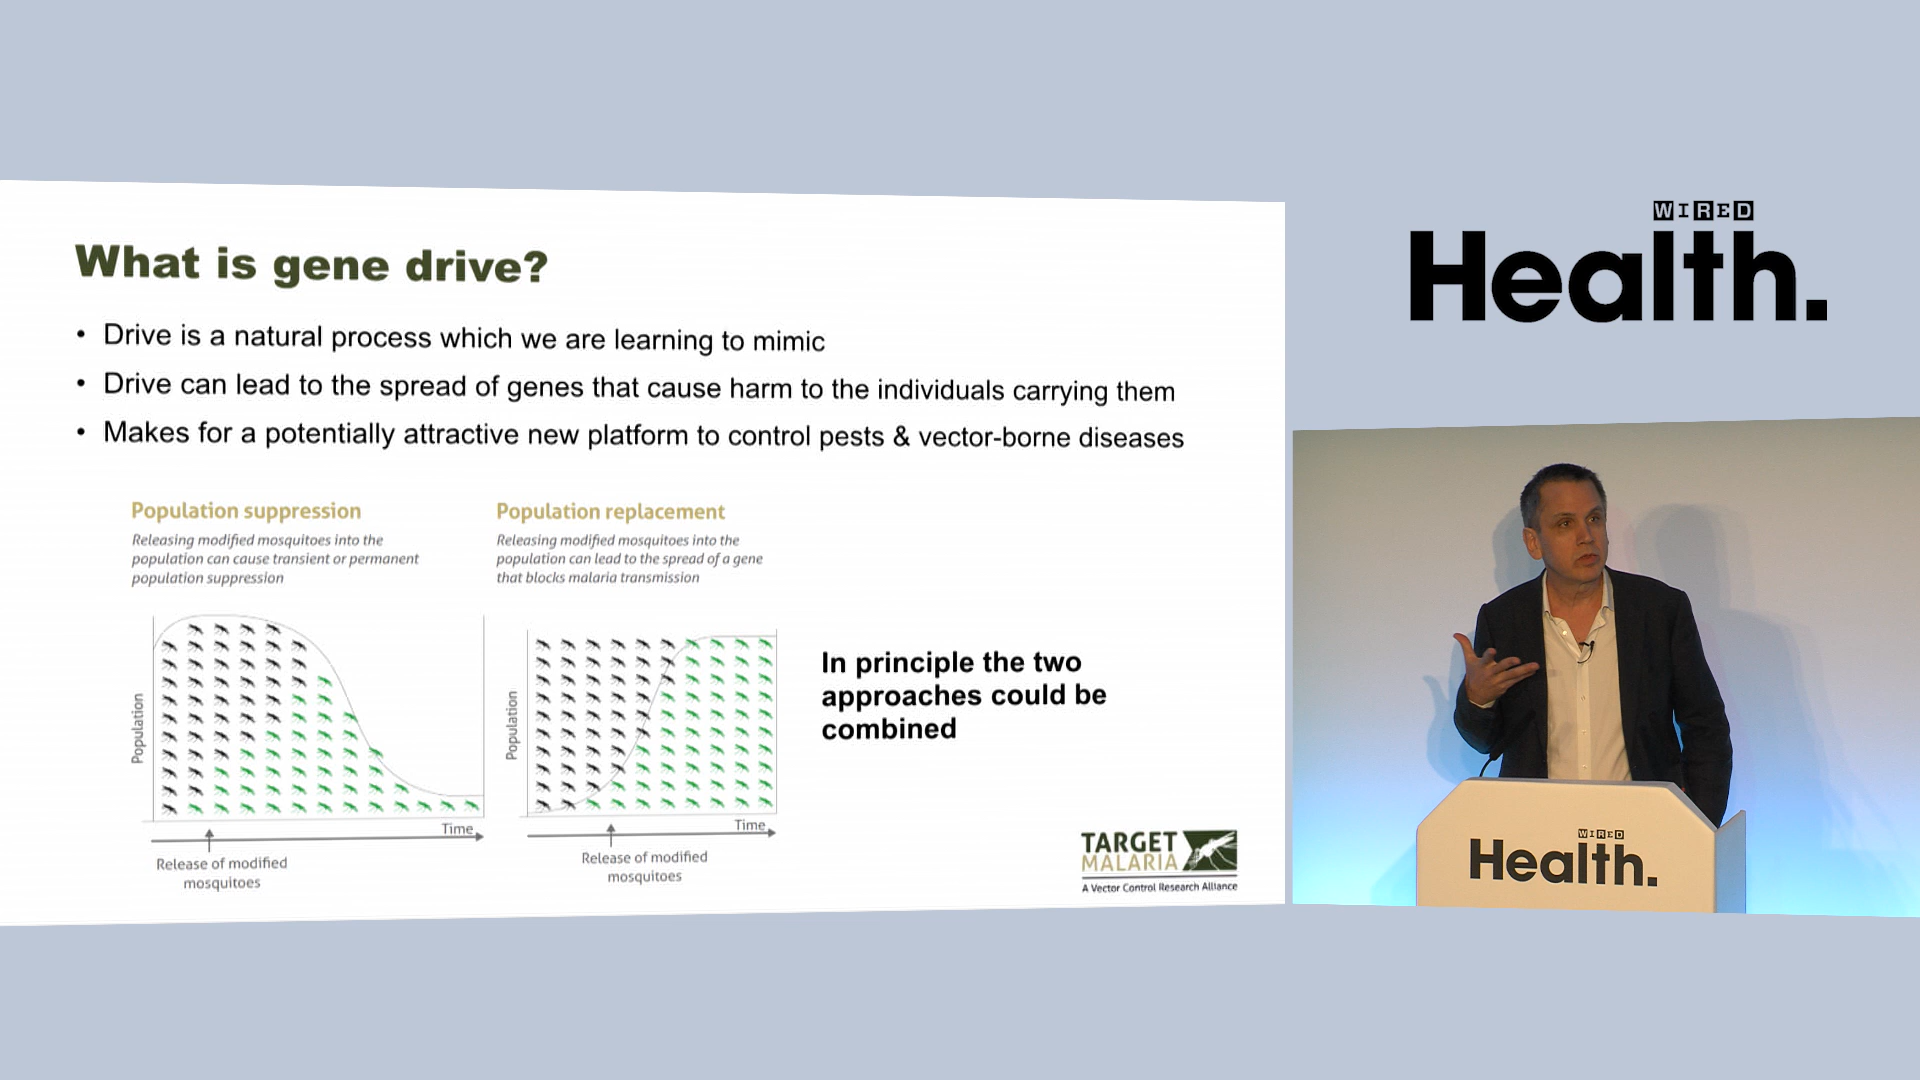 What is gene drive?
• Drive is a natural process which we are learning to mimic
• Drive can lead to the spread of genes that cause harm to the individuals carrying them
• Makes for a potentially attractive new platform to control pests & vector-borne diseases
Population suppression
Releasing modified mosquitoes into the
population can cause transient or permanent
population suppression
Population
Time
Release of modified
mosquitoes
Population replacement
Releasing modified mosquitoes into the
population can lead to the spread of a gene
that blocks malaria transmission
Population
Time
Release of modified
mosquitoes
In principle the two
approaches could be
combined
TARGET
MALARIA
A Vector Control Research Alliance
WIRED
Health.
WIRED
Health.